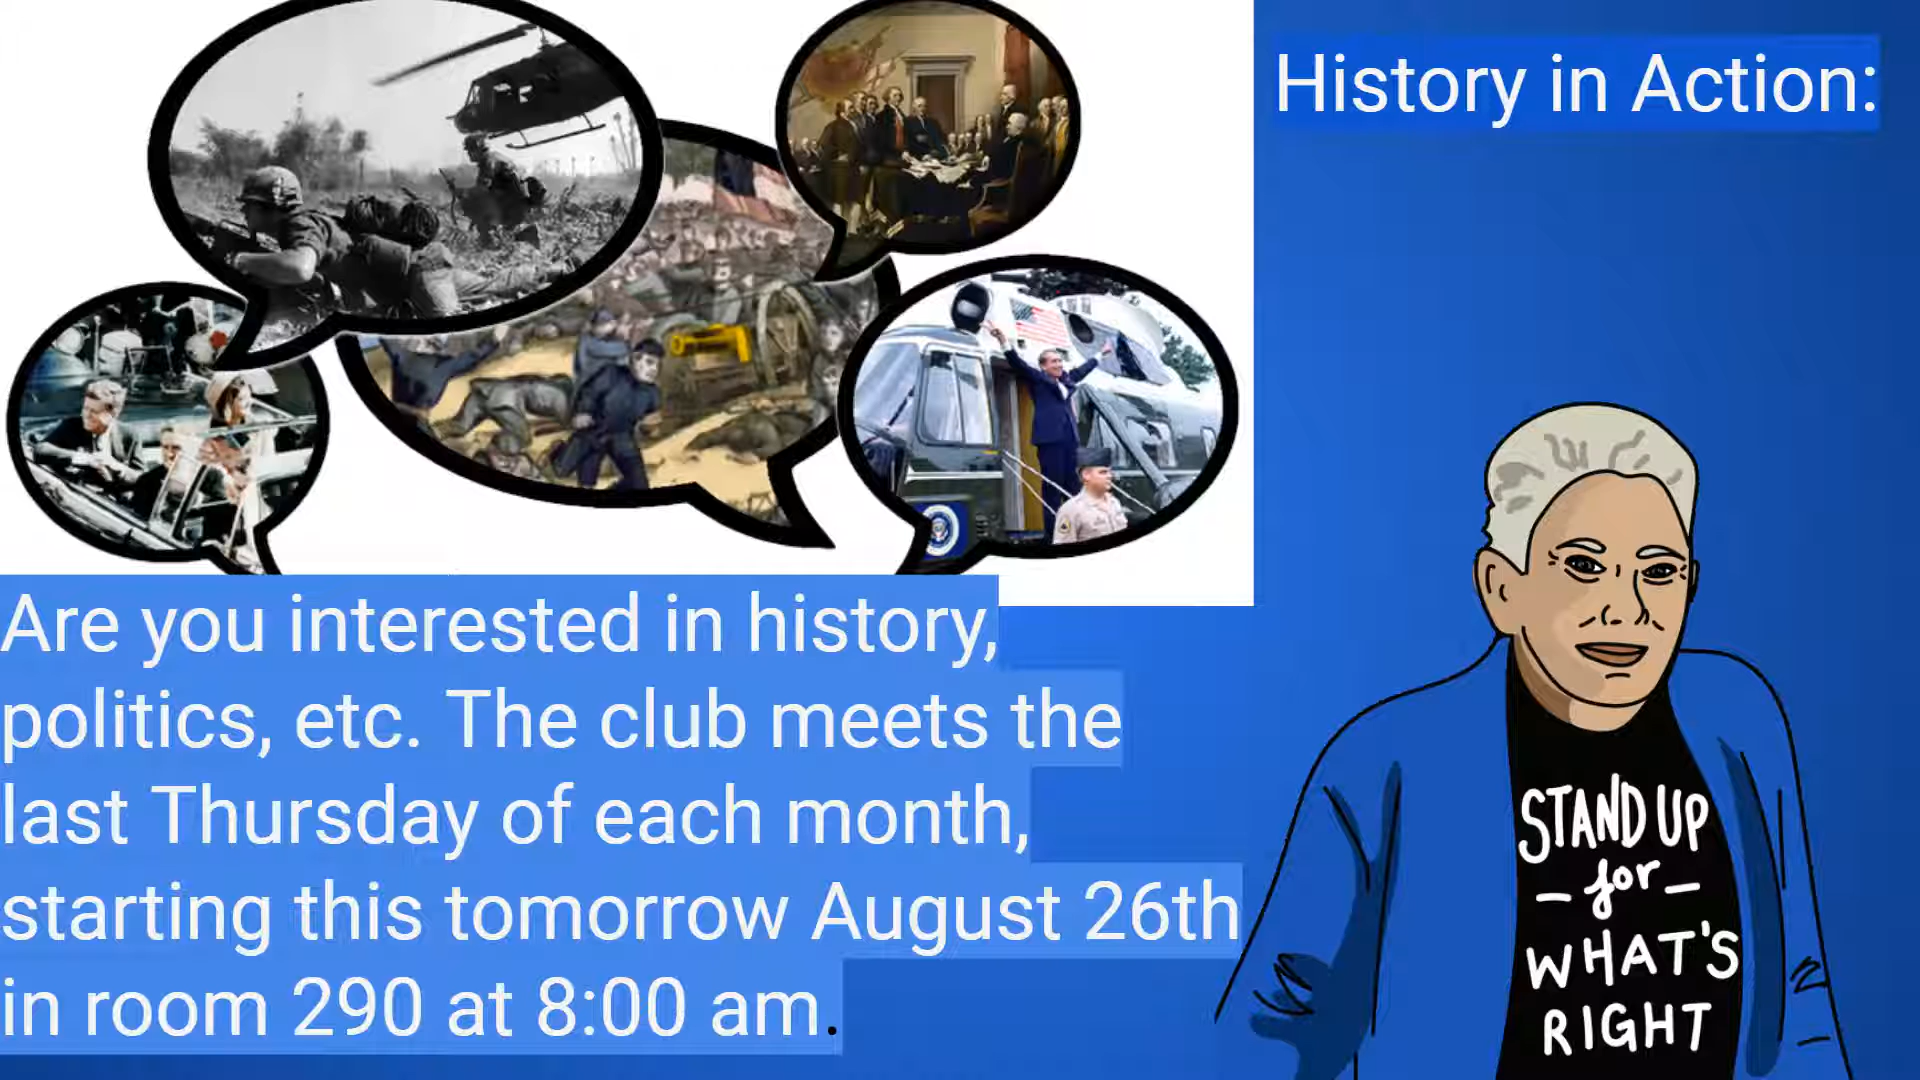 History in Action:
Are you interested in history,
politics, etc. The club meets the
last Thursday of each month,
starting this tomorrow August 26th
in room 290 at 8:00 am.
STAND UP
- for -
WHAT'S
RIGHT